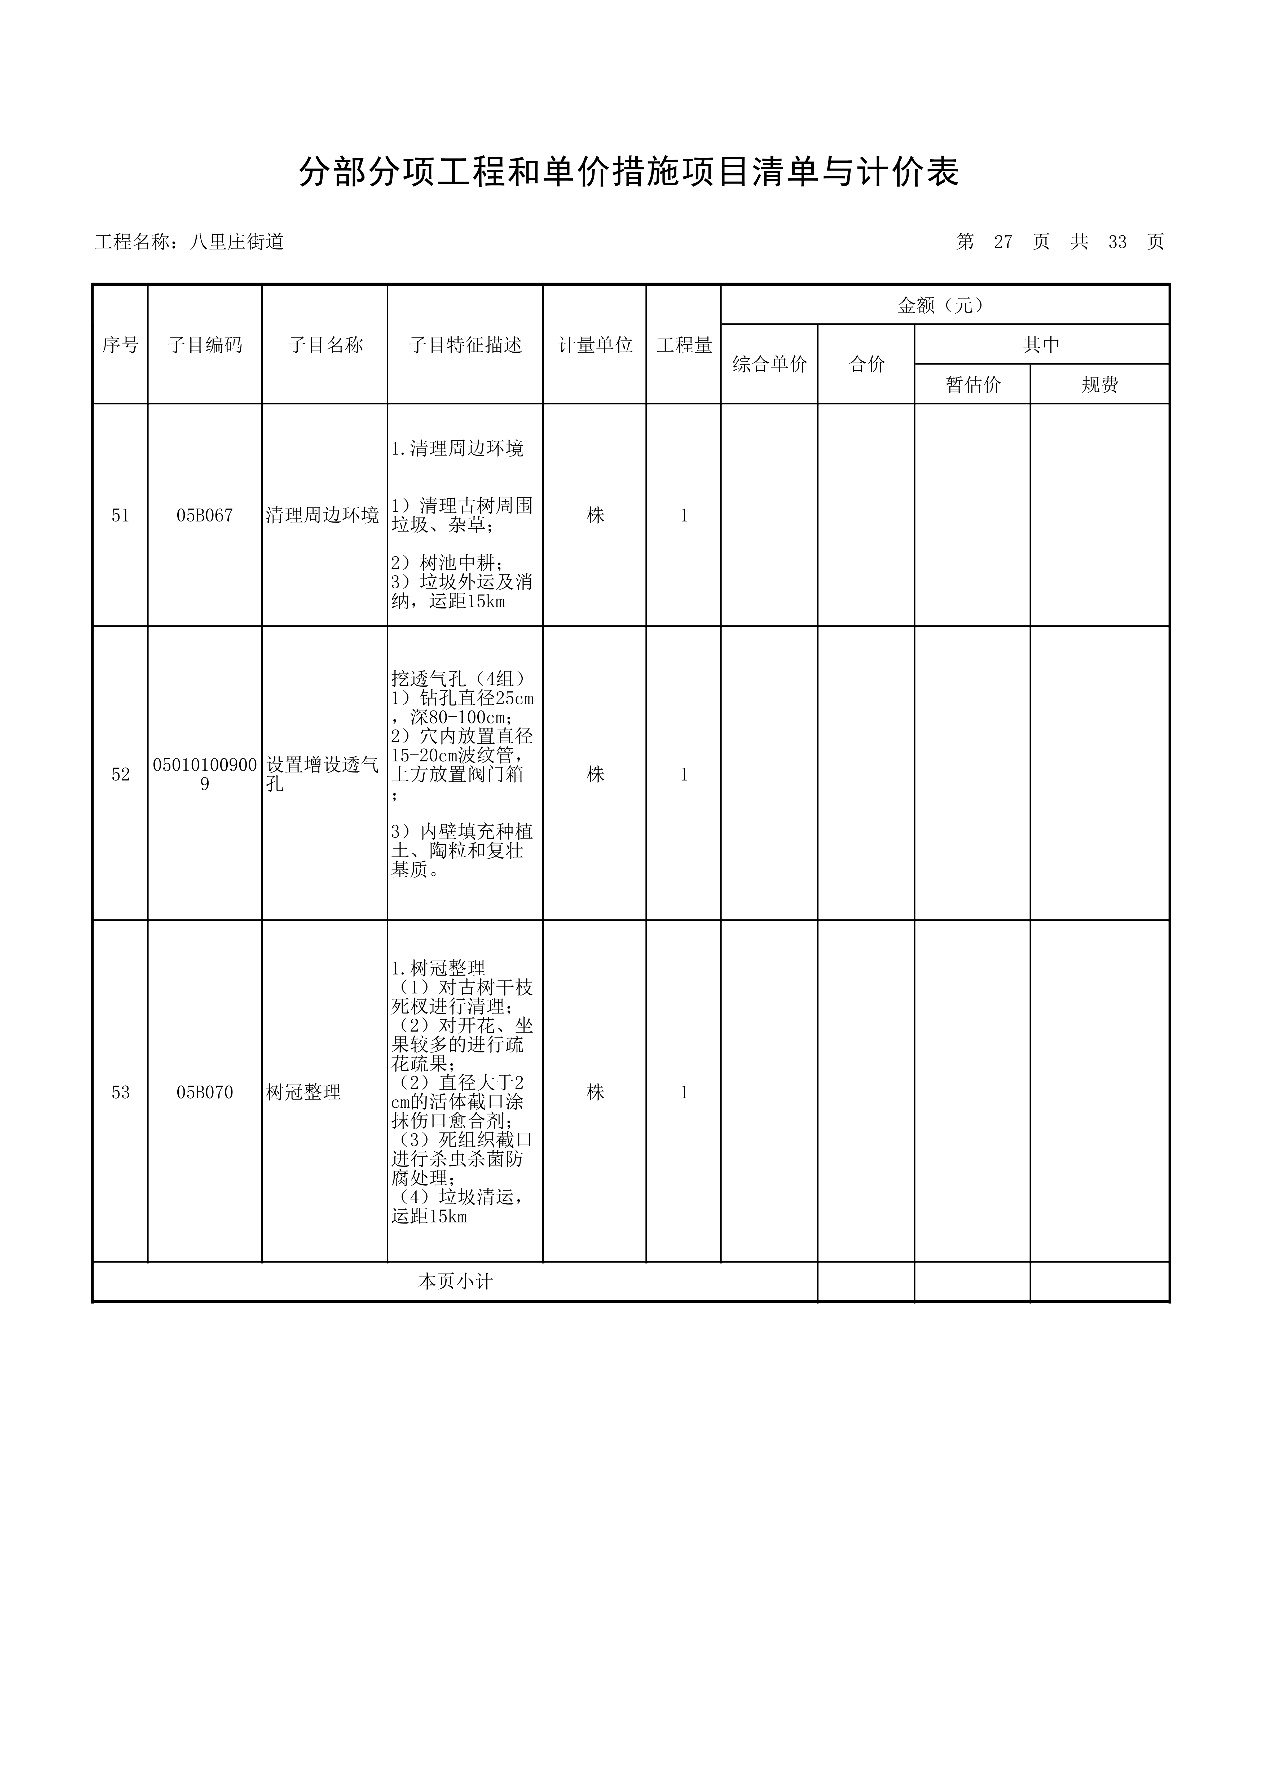 分部分项工程和单价措施项目清单与计价表
工程名称：八里庄街道
第 27 页 共 33 页
序号
子目编码
子目名称
子目特征描述
计量单位
工程量
金额（元）
综合单价
合价
其中
暂估价
规费
51
05B067
清理周边环境
1.清理周边环境
1）清理古树周围
垃圾、杂草；
2）树池中耕；
3）垃圾外运及消
纳，运距15km
株
1
52
05010100900
9
设置增设透气
孔
挖透气孔（4组）
1）钻孔直径25cm
，深80-100cm；
2）穴内放置直径
15-20cm波纹管，
上方放置阀门箱
；
3）内壁填充种植
土、陶粒和复壮
基质。
株
1
53
05B070
树冠整理
1.树冠整理
（1）对古树干枝
死杈进行清理；
（2）对开花、坐
果较多的进行疏
花疏果；
（2）直径大于2
cm的活体截口涂
抹伤口愈合剂；
（3）死组织截口
进行杀虫杀菌防
腐处理；
（4）垃圾清运，
运距15km
株
1
本页小计